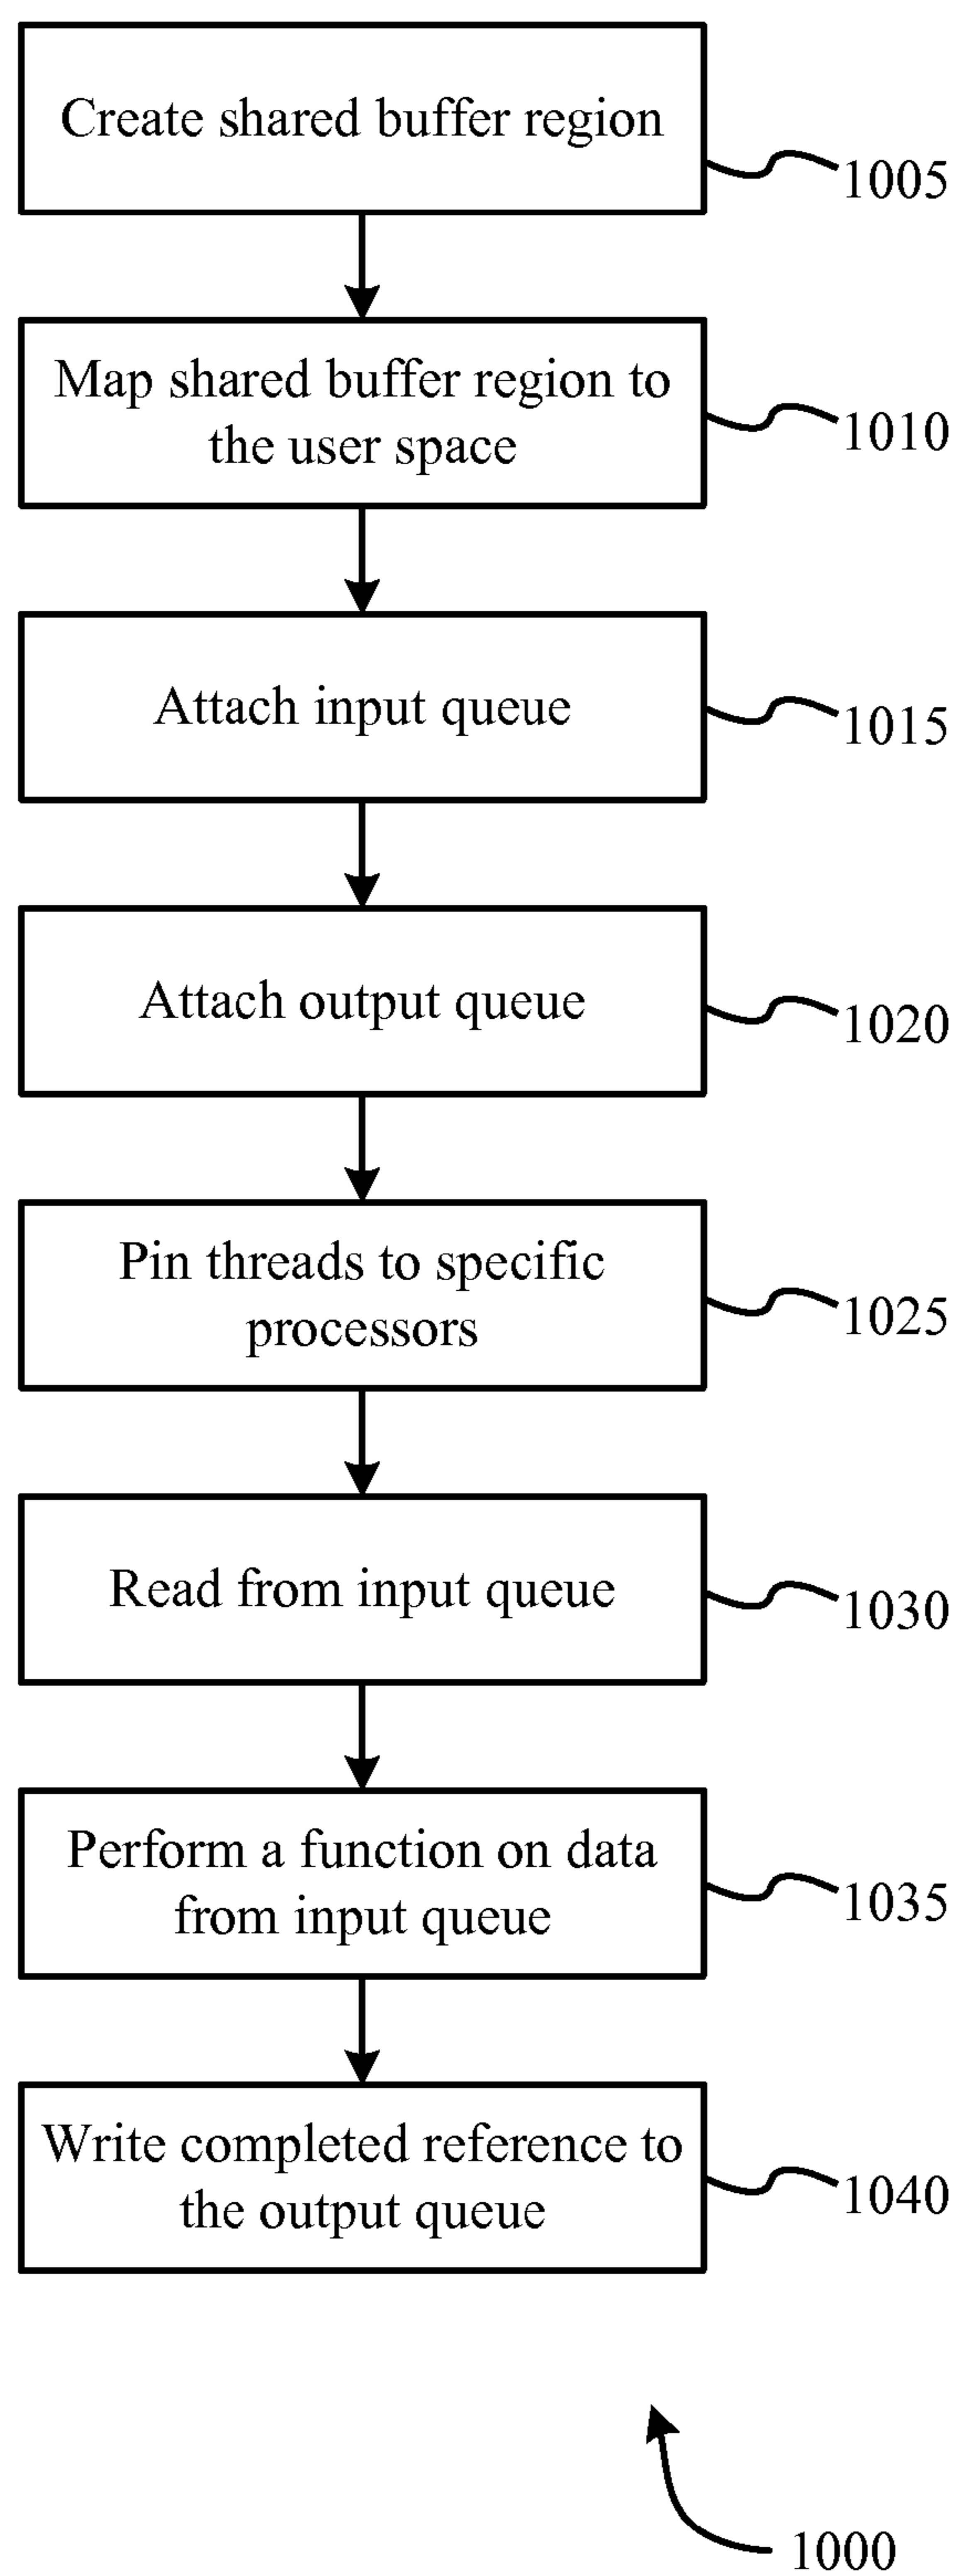 Create shared buffer region
1005
Map shared buffer region to
the user space
1010
Attach input queue
1015
Attach output queue
1020
Pin threads to specific
processors
1025
Read from input queue
1030
Perform a function on data
from input queue
1035
Write completed reference to
the output queue
1040
1000